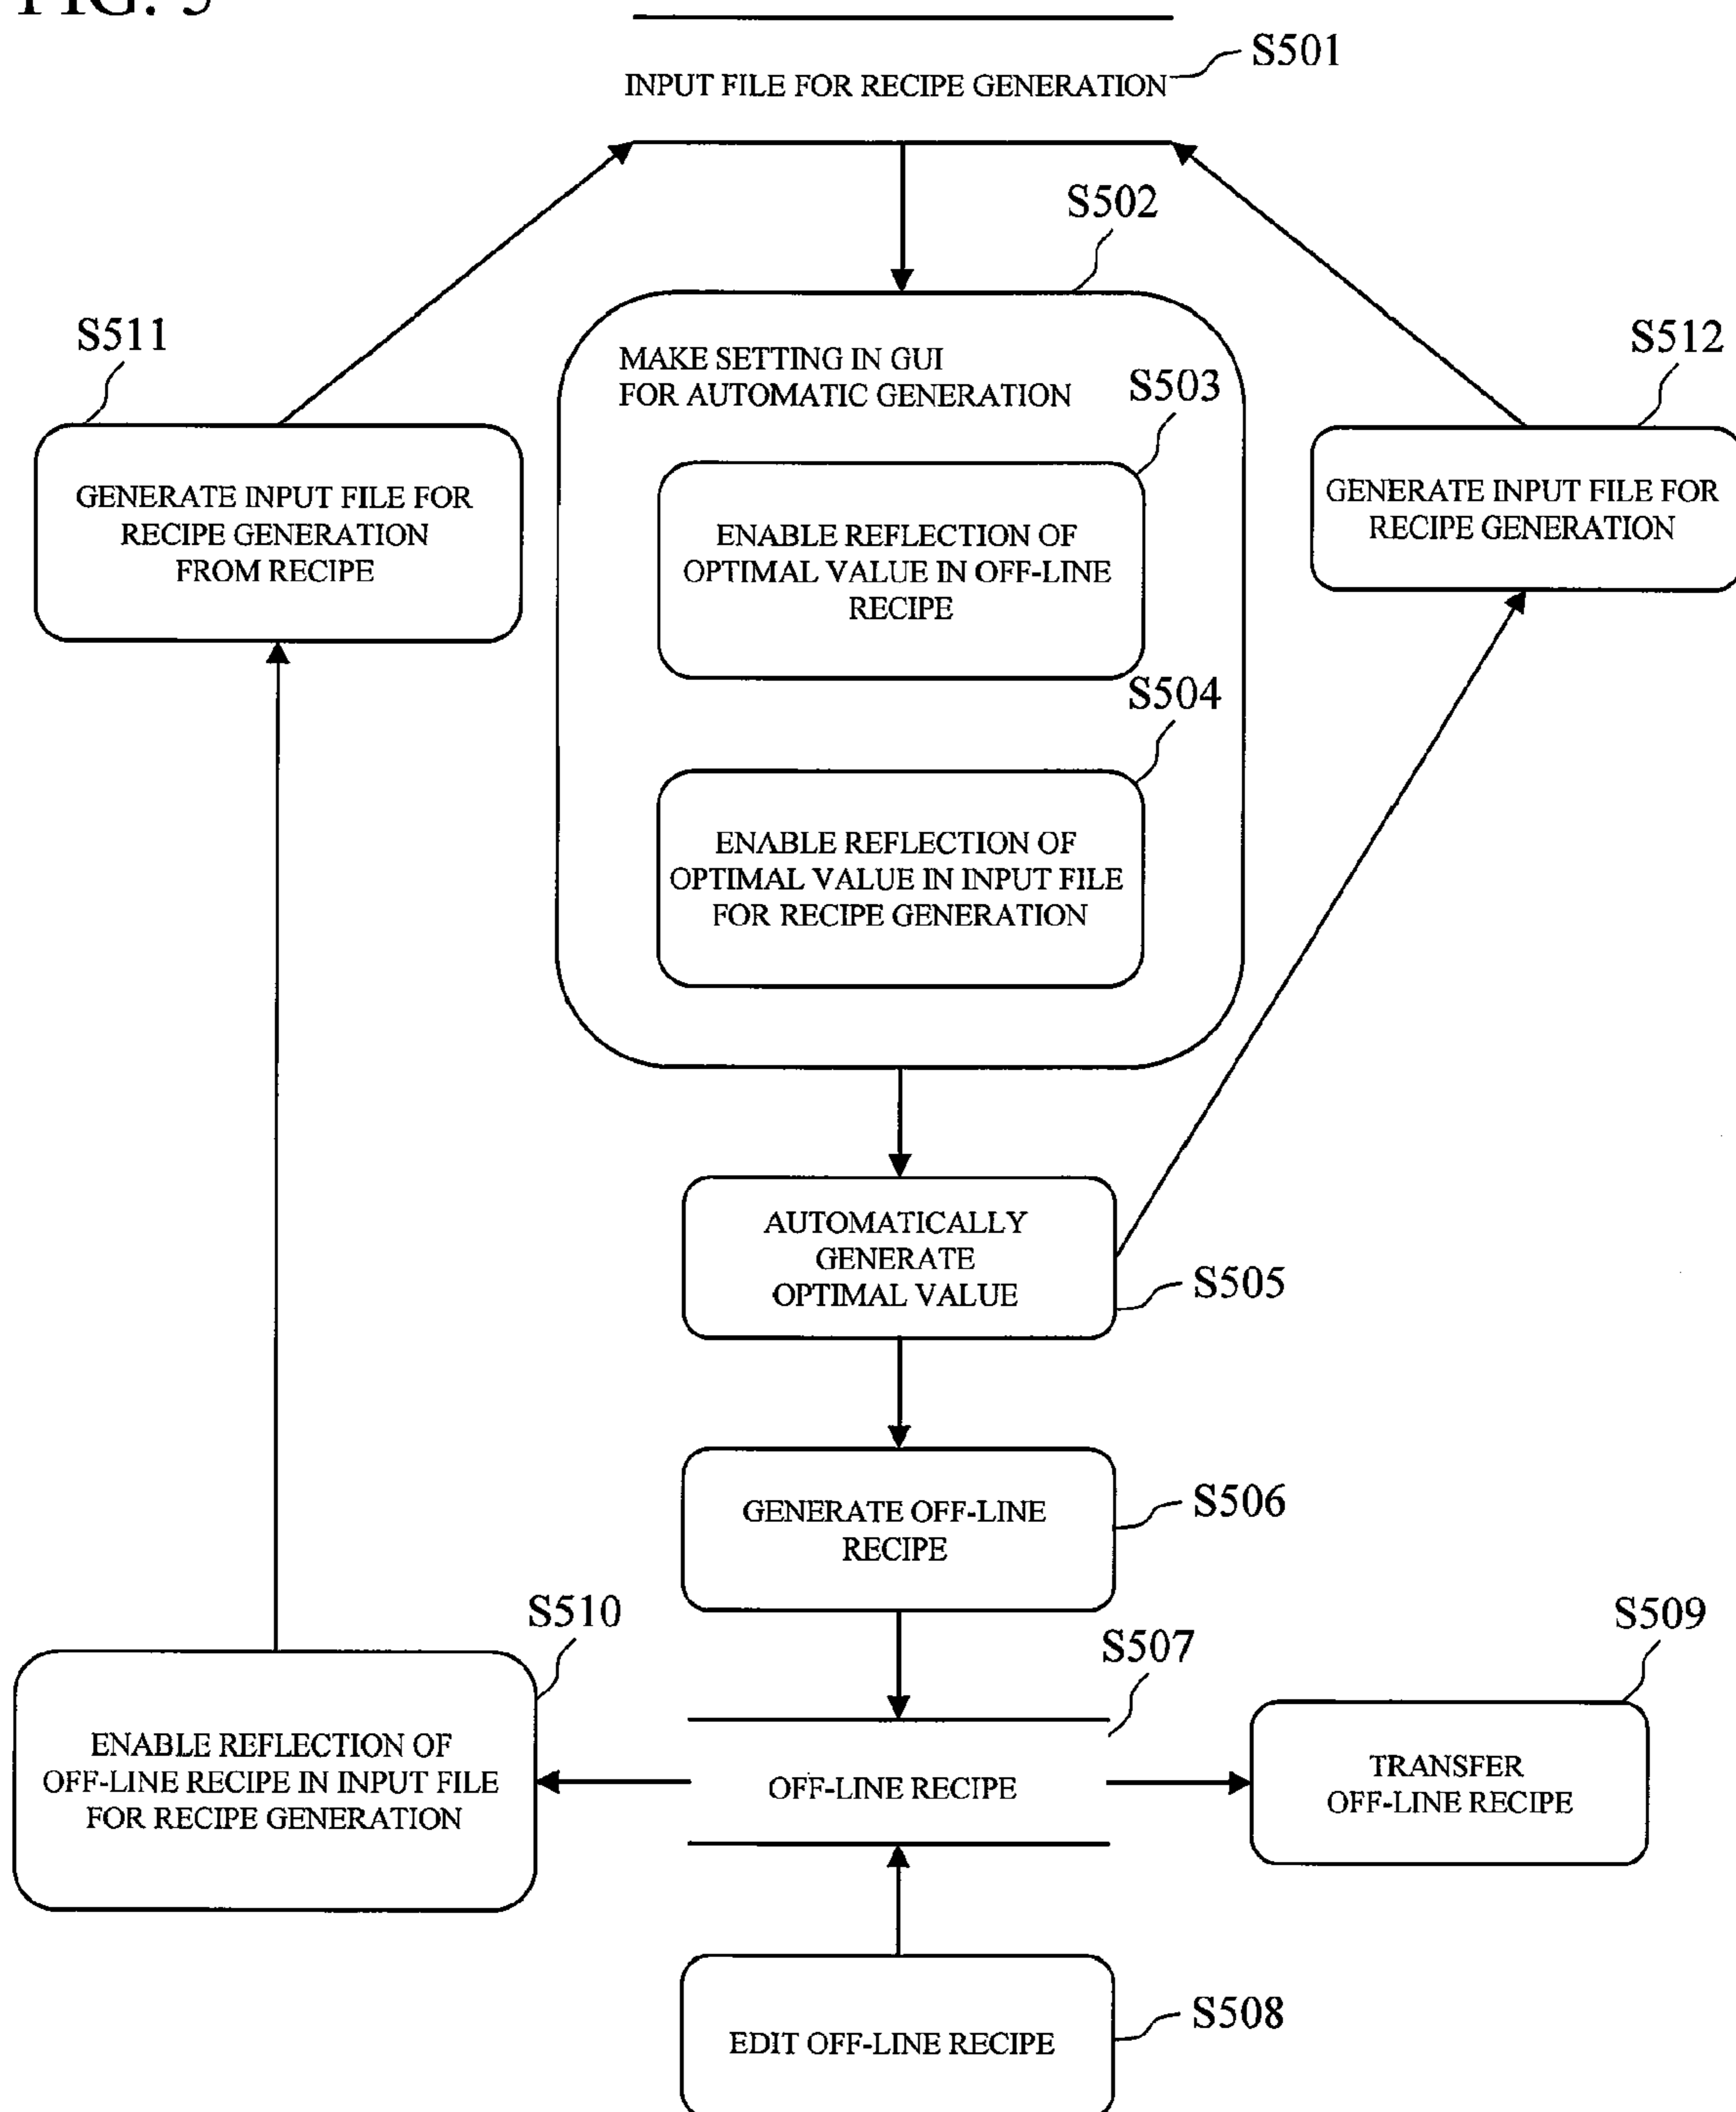 FIG. 5
S501
INPUT FILE FOR RECIPE GENERATION
S502
S511
S512
MAKE SETTING IN GUI
FOR AUTOMATIC GENERATION
S503
GENERATE INPUT FILE FOR
RECIPE GENERATION
FROM RECIPE
ENABLE REFLECTION OF
OPTIMAL VALUE IN OFF-LINE
RECIPE
GENERATE INPUT FILE FOR
RECIPE GENERATION
S504
ENABLE REFLECTION OF
OPTIMAL VALUE IN INPUT FILE
FOR RECIPE GENERATION
AUTOMATICALLY
GENERATE
OPTIMAL VALUE
S505
GENERATE OFF-LINE
RECIPE
S506
S510
S507
S509
ENABLE REFLECTION OF
OFF-LINE RECIPE IN INPUT FILE
FOR RECIPE GENERATION
OFF-LINE RECIPE
TRANSFER
OFF-LINE RECIPE
EDIT OFF-LINE RECIPE
S508